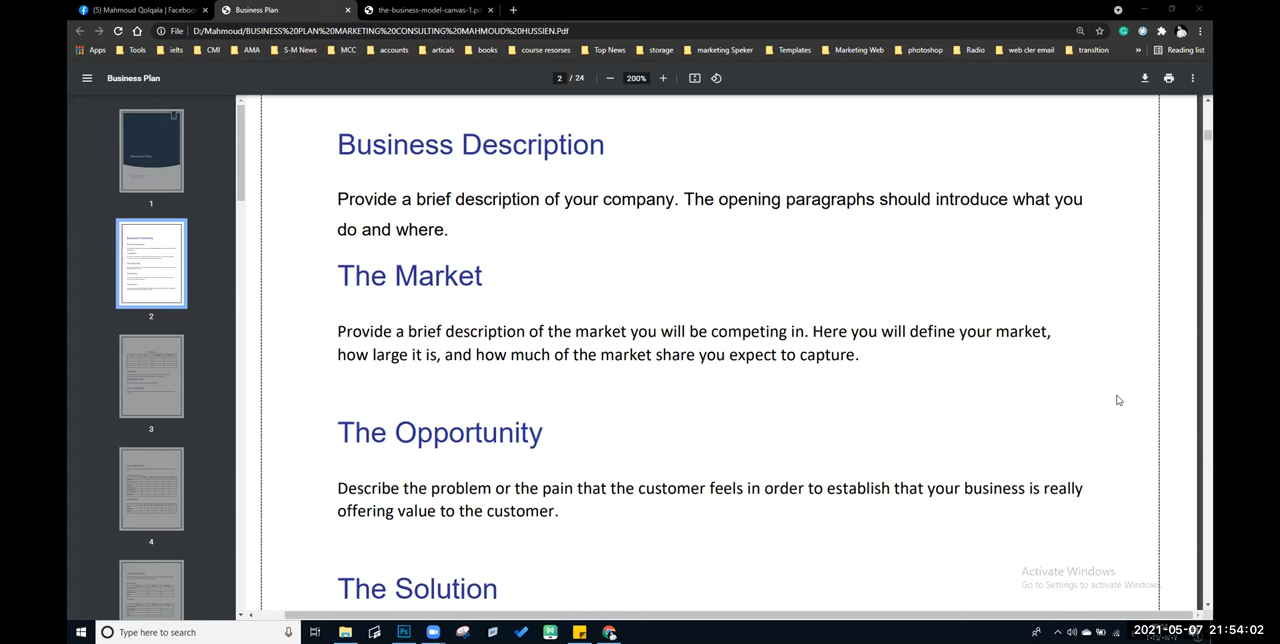 (5) Mahmoud Qolqala | Facebook
Business Plan
the-business-model-canvas-1.pdf
File D:/Mahmoud/BUSINESS%20PLAN%20MARKETING%20CONSULTING%20MAHMOUD%20HUSSIEN.Pdf
Apps Tools ielts CMI AMA S-M News MCC accounts articals books course resorses Top News storage marketing Speker Templates Marketing Web photoshop Radio web cler email transltion » Reading list
Business Plan
2 / 24
200%
Business Description
Provide a brief description of your company. The opening paragraphs should introduce what you
do and where.
The Market
Provide a brief description of the market you will be competing in. Here you will define your market,
how large it is, and how much of the market share you expect to capture.
The Opportunity
Describe the problem or the pain that the customer feels in order to establish that your business is really
offering value to the customer.
The Solution
1
2
3
4
Activate Windows
Go to Settings to activate Windows.
Type here to search
2021-05-07 21:54:02